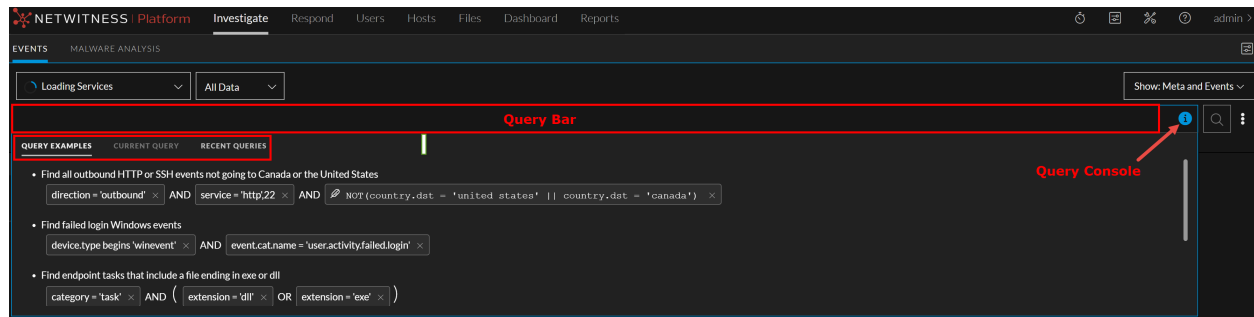 NETWITNESS | Platform Investigate Respond Users Hosts Files Dashboard Reports admin >
EVENTS MALWARE ANALYSIS
Loading Services All Data Show: Meta and Events
Query Bar
QUERY EXAMPLES CURRENT QUERY RECENT QUERIES
Query Console
• Find all outbound HTTP or SSH events not going to Canada or the United States
direction = 'outbound' × AND service = 'http',22 × AND NOT(country.dst = 'united states' || country.dst = 'canada') ×
• Find failed login Windows events
device.type begins 'winevent' × AND event.cat.name = 'user.activity.failed.login' ×
• Find endpoint tasks that include a file ending in exe or dll
category = 'task' × AND ( extension = 'dll' × OR extension = 'exe' × )